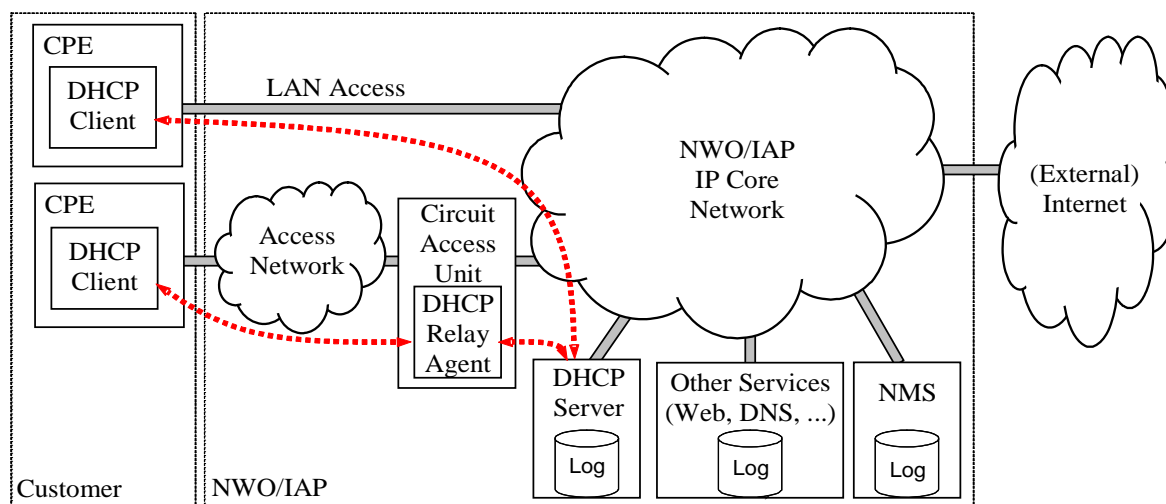 CPE
DHCP
Client
LAN Access
NWO/IAP
IP Core
Network
(External)
Internet
CPE
DHCP
Client
Access
Network
Circuit
Access
Unit
DHCP
Relay
Agent
DHCP
Server
Log
Other Services
(Web, DNS, ...)
Log
NMS
Log
Customer
NWO/IAP